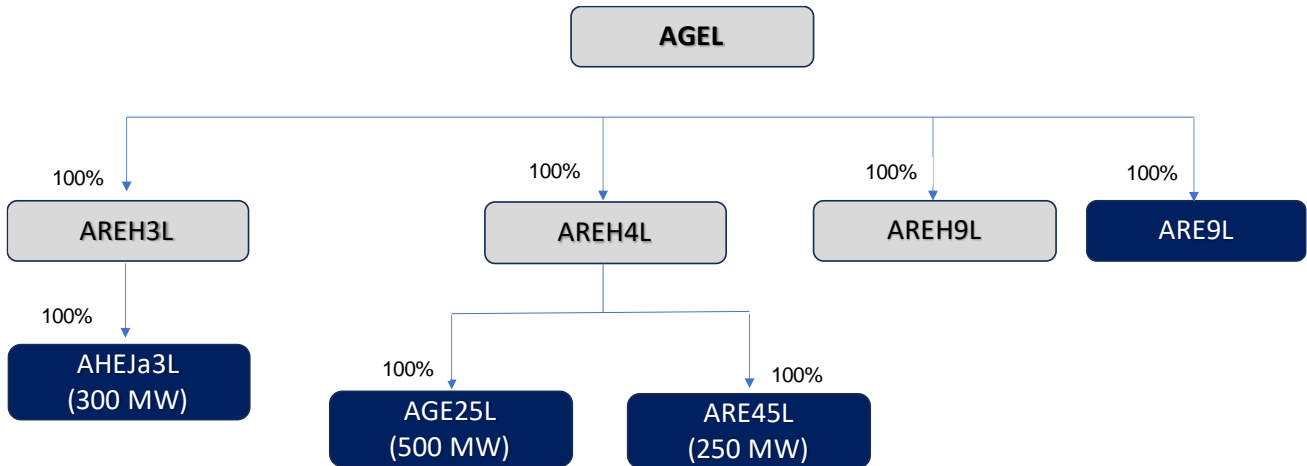 AGEL
100%
100%
100%
100%
AREH3L
AREH4L
AREH9L
ARE9L
100%
AHEJa3L
(300 MW)
100%
100%
AGE25L
(500 MW)
ARE45L
(250 MW)